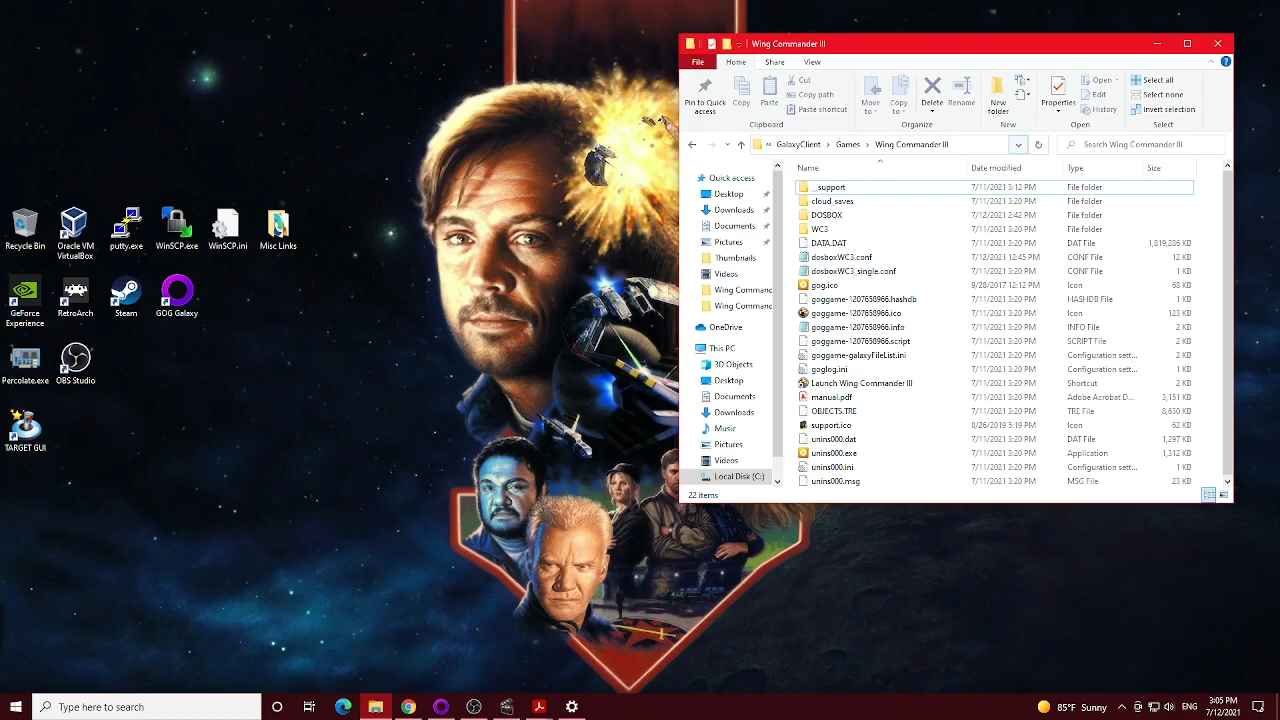 Wing Commander III
File
Home
Share
View
Pin to Quick access
Copy
Paste
Cut
Copy path
Paste shortcut
Clipboard
Move to
Copy to
Delete
Rename
Organize
New folder
New
Properties
Open
Edit
History
Open
Select all
Select none
Invert selection
Select
« GalaxyClient > Games > Wing Commander III
Search Wing Commander III
Name Date modified Type Size
Quick access
Desktop
Downloads
Documents
Pictures
Thumbnails
Videos
Wing Command
Wing Command
OneDrive
This PC
3D Objects
Desktop
Documents
Downloads
Music
Pictures
Videos
Local Disk (C:)
__support 7/11/2021 3:12 PM File folder
cloud_saves 7/11/2021 3:20 PM File folder
DOSBOX 7/12/2021 2:42 PM File folder
WC3 7/11/2021 3:20 PM File folder
DATA.DAT 7/11/2021 3:20 PM DAT File 1,819,286 KB
dosboxWC3.conf 7/12/2021 12:45 PM CONF File 12 KB
dosboxWC3_single.conf 7/11/2021 3:20 PM CONF File 1 KB
gog.ico 9/28/2017 12:12 PM Icon 68 KB
goggame-1207658966.hashdb 7/11/2021 3:20 PM HASHDB File 1 KB
goggame-1207658966.ico 7/11/2021 3:20 PM Icon 123 KB
goggame-1207658966.info 7/11/2021 3:20 PM INFO File 2 KB
goggame-1207658966.script 7/11/2021 3:20 PM SCRIPT File 2 KB
goggame-galaxyFileList.ini 7/11/2021 3:20 PM Configuration sett... 2 KB
goglog.ini 7/11/2021 3:20 PM Configuration sett... 1 KB
Launch Wing Commander III 7/11/2021 3:20 PM Shortcut 2 KB
manual.pdf 7/11/2021 3:20 PM Adobe Acrobat D... 3,151 KB
OBJECTS.TRE 7/11/2021 3:20 PM TRE File 8,630 KB
support.ico 8/26/2019 5:19 PM Icon 62 KB
unins000.dat 7/11/2021 3:20 PM DAT File 1,297 KB
unins000.exe 7/11/2021 3:20 PM Application 1,312 KB
unins000.ini 7/11/2021 3:20 PM Configuration sett... 1 KB
unins000.msg 7/11/2021 3:20 PM MSG File 23 KB
22 items
Recycle Bin
Oracle VM VirtualBox
putty.exe
WinSCP.exe
WinSCP.ini
Misc Links
GeForce Experience
Retroarch
Steam
GOG Galaxy
Percolate.exe
OBS Studio
TARGET GUI
Type here to search
85°F Sunny
ENG
3:05 PM
7/12/2021